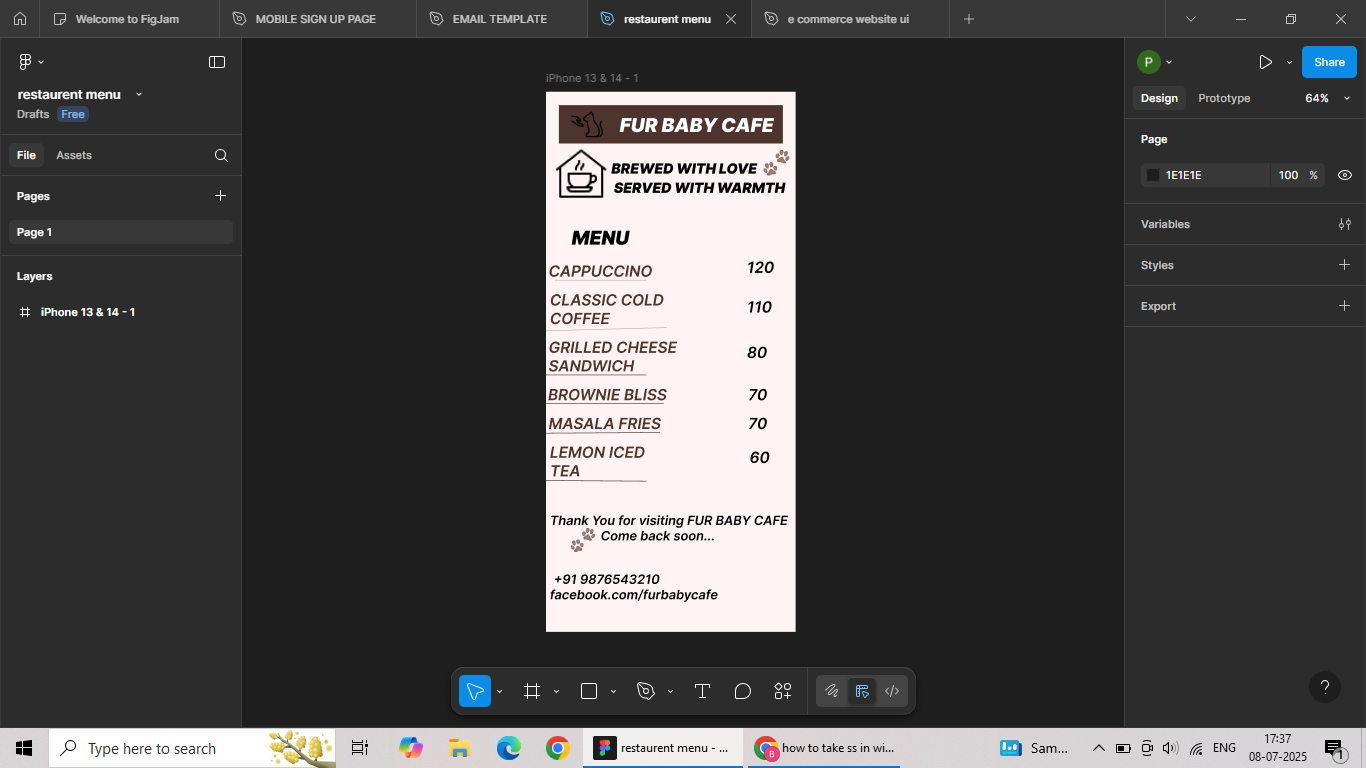 Welcome to FigJam
MOBILE SIGN UP PAGE
EMAIL TEMPLATE
restaurent menu
e commerce website ui
restaurent menu
Drafts
Free
File
Assets
Pages
Page 1
Layers
iPhone 13 & 14 - 1
iPhone 13 & 14 - 1
FUR BABY CAFE
BREWED WITH LOVE
SERVED WITH WARMTH
MENU
CAPPUCCINO 120
CLASSIC COLD
COFFEE 110
GRILLED CHEESE
SANDWICH 80
BROWNIE BLISS 70
MASALA FRIES 70
LEMON ICED
TEA 60
Thank You for visiting FUR BABY CAFE
Come back soon...
+91 9876543210
facebook.com/furbabycafe
P
Share
Design
Prototype
64%
Page
1E1E1E 100 %
Variables
Styles
Export
?
Type here to search
restaurent menu - ...
B
how to take ss in wi...
Sam...
ENG
17:37
08-07-2025
1